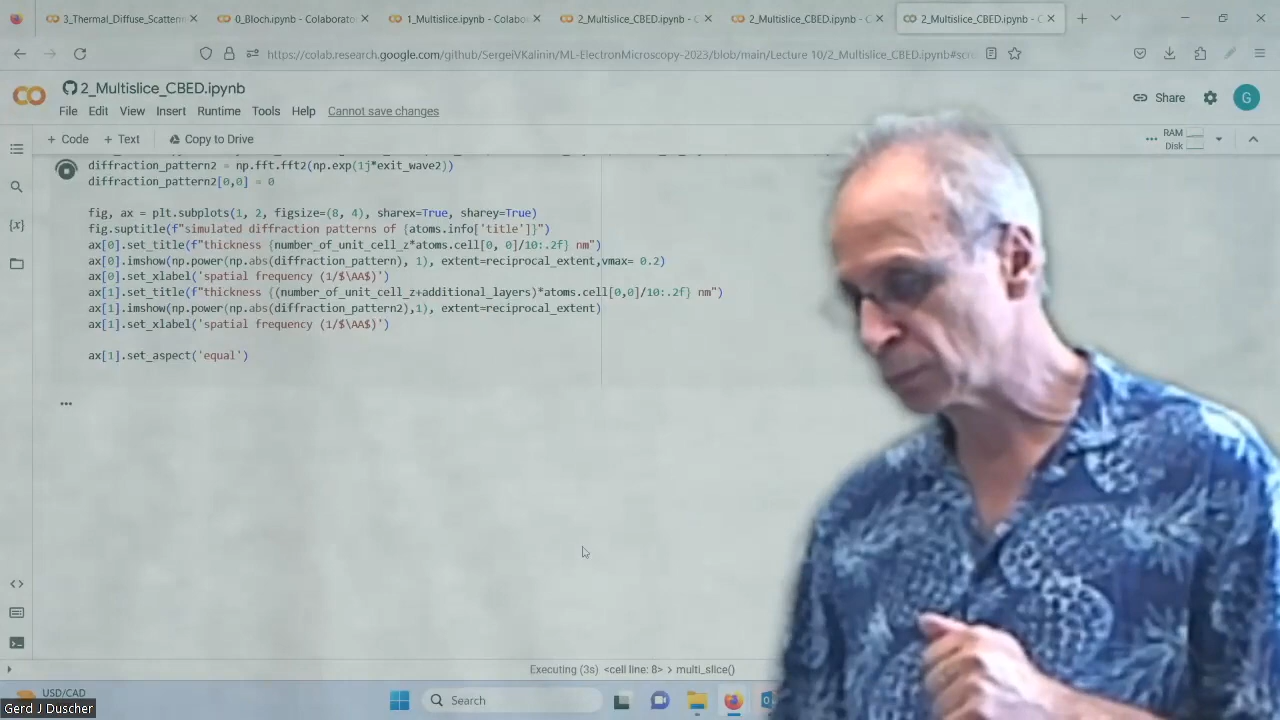 3_Thermal_Diffuse_Scatterin
0_Bloch.ipynb - Colaborato
1_Multislice.ipynb - Colabo
2_Multislice_CBED.ipynb - C
2_Multislice_CBED.ipynb - C
2_Multislice_CBED.ipynb - C
https://colab.research.google.com/github/SergeiVKalinin/ML-ElectronMicroscopy-2023/blob/main/Lecture 10/2_Multislice_CBED.ipynb#scro
CO 2_Multislice_CBED.ipynb
File Edit View Insert Runtime Tools Help Cannot save changes
Share
G
+ Code + Text Copy to Drive
RAM
Disk
diffraction_pattern2 = np.fft.fft2(np.exp(1j*exit_wave2))
diffraction_pattern2[0,0] = 0
fig, ax = plt.subplots(1, 2, figsize=(8, 4), sharex=True, sharey=True)
fig.suptitle(f"simulated diffraction patterns of {atoms.info['title']}")
ax[0].set_title(f"thickness {number_of_unit_cell_z*atoms.cell[0, 0]/10:.2f} nm")
ax[0].imshow(np.power(np.abs(diffraction_pattern), 1), extent=reciprocal_extent,vmax= 0.2)
ax[0].set_xlabel('spatial frequency (1/$\AA$)')
ax[1].set_title(f"thickness {(number_of_unit_cell_z+additional_layers)*atoms.cell[0,0]/10:.2f} nm")
ax[1].imshow(np.power(np.abs(diffraction_pattern2),1), extent=reciprocal_extent)
ax[1].set_xlabel('spatial frequency (1/$\AA$)')
ax[1].set_aspect('equal')
{x}
Executing (3s) <cell line: 8> > multi_slice()
USD/CAD
Search
Gerd J Duscher